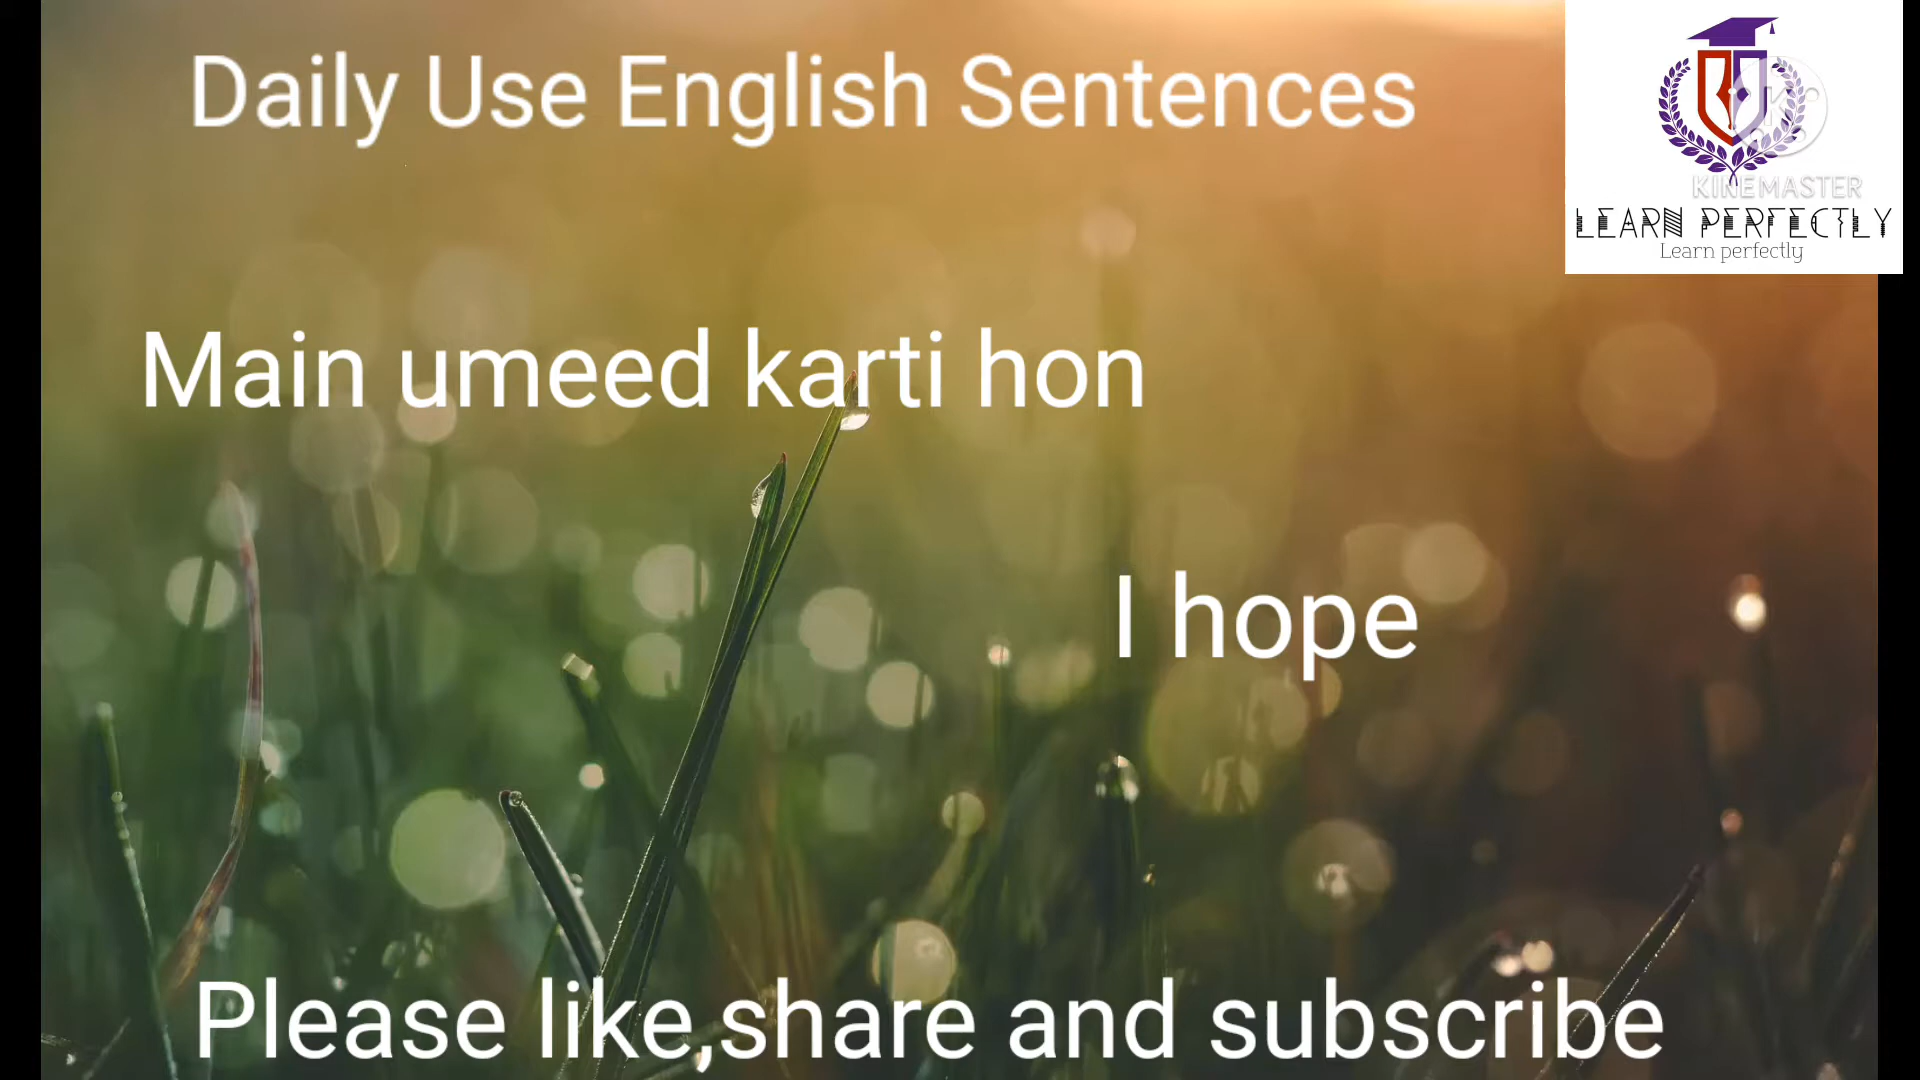 Daily Use English Sentences
KINEMASTER
LEARN PERFECTLY
Learn perfectly
Main umeed karti hon
I hope
Please like,share and subscribe